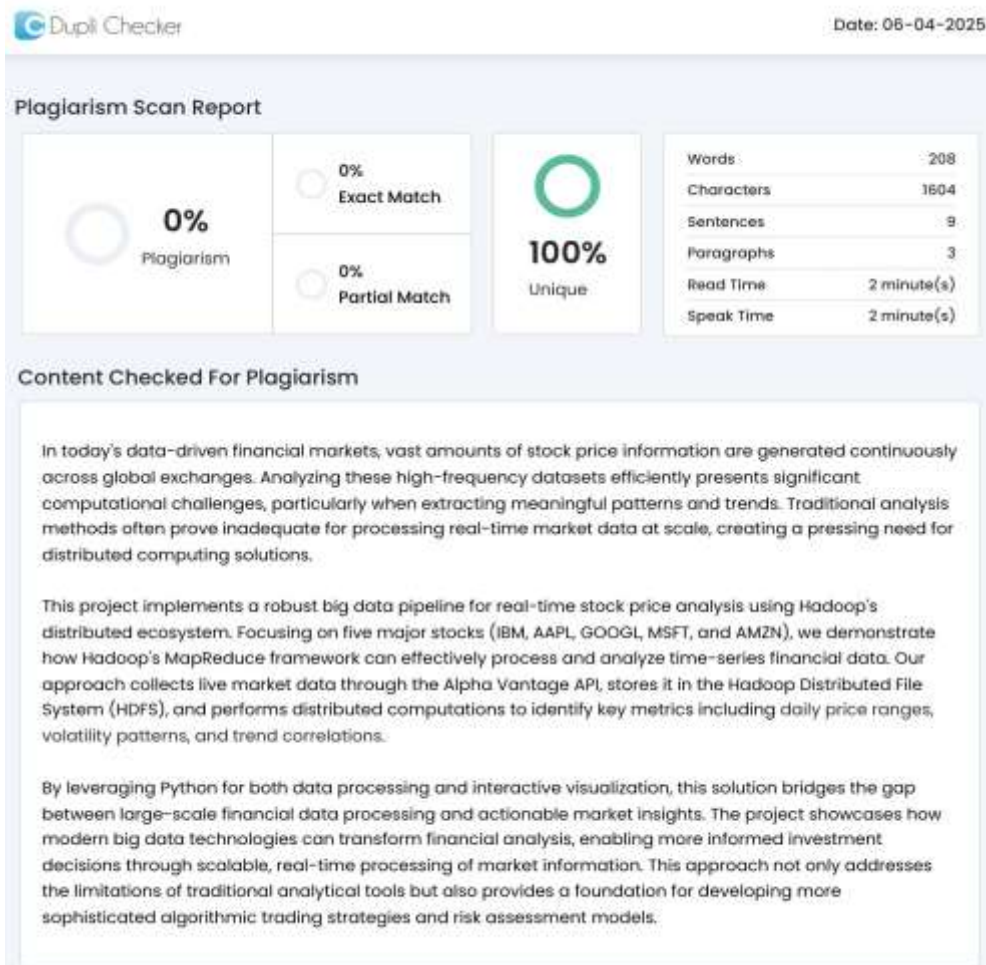 Dupli Checker
Date: 06-04-2025
Plagiarism Scan Report
0%
Plagiarism
0%
Exact Match
0%
Partial Match
100%
Unique
Words 208
Characters 1604
Sentences 9
Paragraphs 3
Read Time 2 minute(s)
Speak Time 2 minute(s)
Content Checked For Plagiarism
In today's data-driven financial markets, vast amounts of stock price information are generated continuously
across global exchanges. Analyzing these high-frequency datasets efficiently presents significant
computational challenges, particularly when extracting meaningful patterns and trends. Traditional analysis
methods often prove inadequate for processing real-time market data at scale, creating a pressing need for
distributed computing solutions.
This project implements a robust big data pipeline for real-time stock price analysis using Hadoop's
distributed ecosystem. Focusing on five major stocks (IBM, AAPL, GOOGL, MSFT, and AMZN), we demonstrate
how Hadoop's MapReduce framework can effectively process and analyze time-series financial data. Our
approach collects live market data through the Alpha Vantage API, stores it in the Hadoop Distributed File
System (HDFS), and performs distributed computations to identify key metrics including daily price ranges,
volatility patterns, and trend correlations.
By leveraging Python for both data processing and interactive visualization, this solution bridges the gap
between large-scale financial data processing and actionable market insights. The project showcases how
modern big data technologies can transform financial analysis, enabling more informed investment
decisions through scalable, real-time processing of market information. This approach not only addresses
the limitations of traditional analytical tools but also provides a foundation for developing more
sophisticated algorithmic trading strategies and risk assessment models.